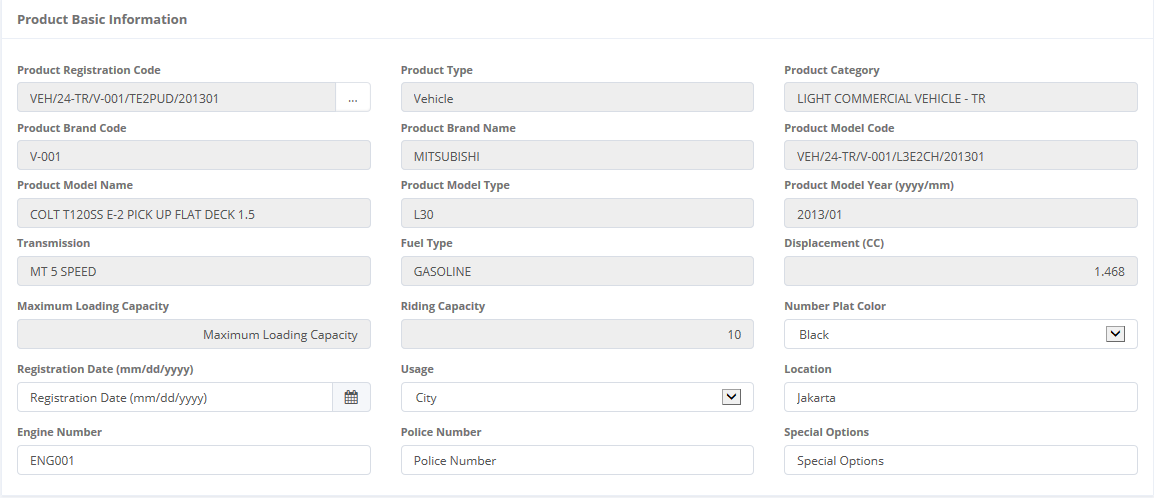 Product Basic Information
Product Registration Code Product Type Product Category
VEH/24-TR/V-001/TE2PUD/201301 ... Vehicle LIGHT COMMERCIAL VEHICLE - TR
Product Brand Code Product Brand Name Product Model Code
V-001 MITSUBISHI VEH/24-TR/V-001/L3E2CH/201301
Product Model Name Product Model Type Product Model Year (yyyy/mm)
COLT T120SS E-2 PICK UP FLAT DECK 1.5 L30 2013/01
Transmission Fuel Type Displacement (CC)
MT 5 SPEED GASOLINE 1.468
Maximum Loading Capacity Riding Capacity Number Plat Color
Maximum Loading Capacity 10 Black
Registration Date (mm/dd/yyyy) Usage Location
Registration Date (mm/dd/yyyy) City Jakarta
Engine Number Police Number Special Options
ENG001 Police Number Special Options